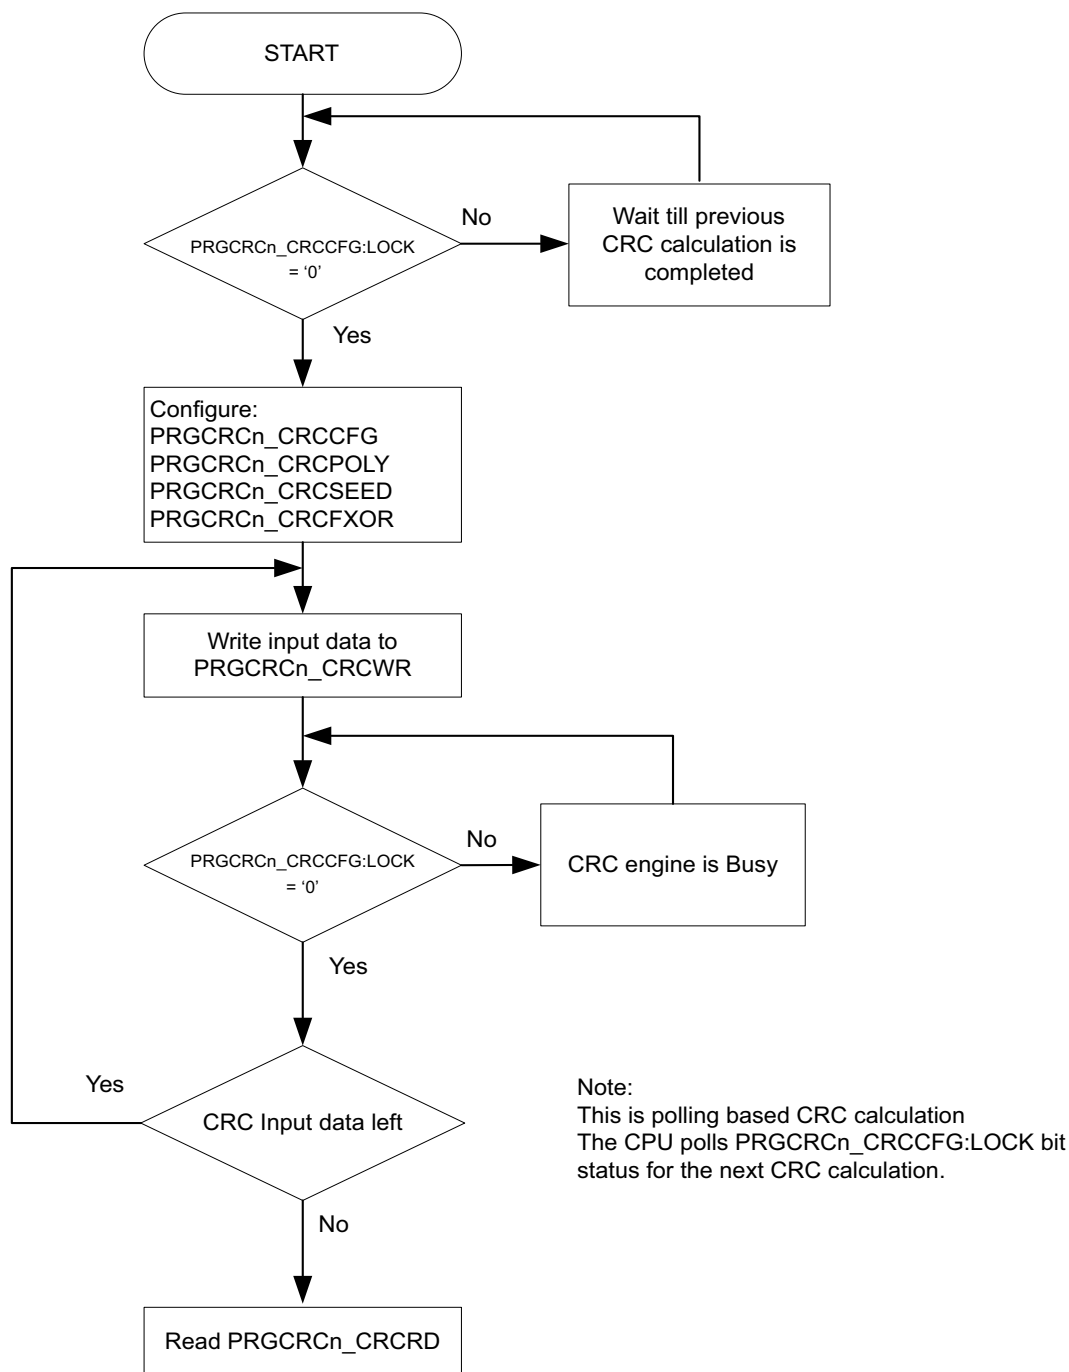 START
PRGCRCn_CRCCFG:LOCK
= ‘0’
No
Wait till previous
CRC calculation is
completed
Yes
Configure:
PRGCRCn_CRCCFG
PRGCRCn_CRCPOLY
PRGCRCn_CRCSEED
PRGCRCn_CRCFXOR
Write input data to
PRGCRCn_CRCWR
PRGCRCn_CRCCFG:LOCK
= ‘0’
No
CRC engine is Busy
Yes
Yes
CRC Input data left
Note:
This is polling based CRC calculation
The CPU polls PRGCRCn_CRCCFG:LOCK bit
status for the next CRC calculation.
No
Read PRGCRCn_CRCRD